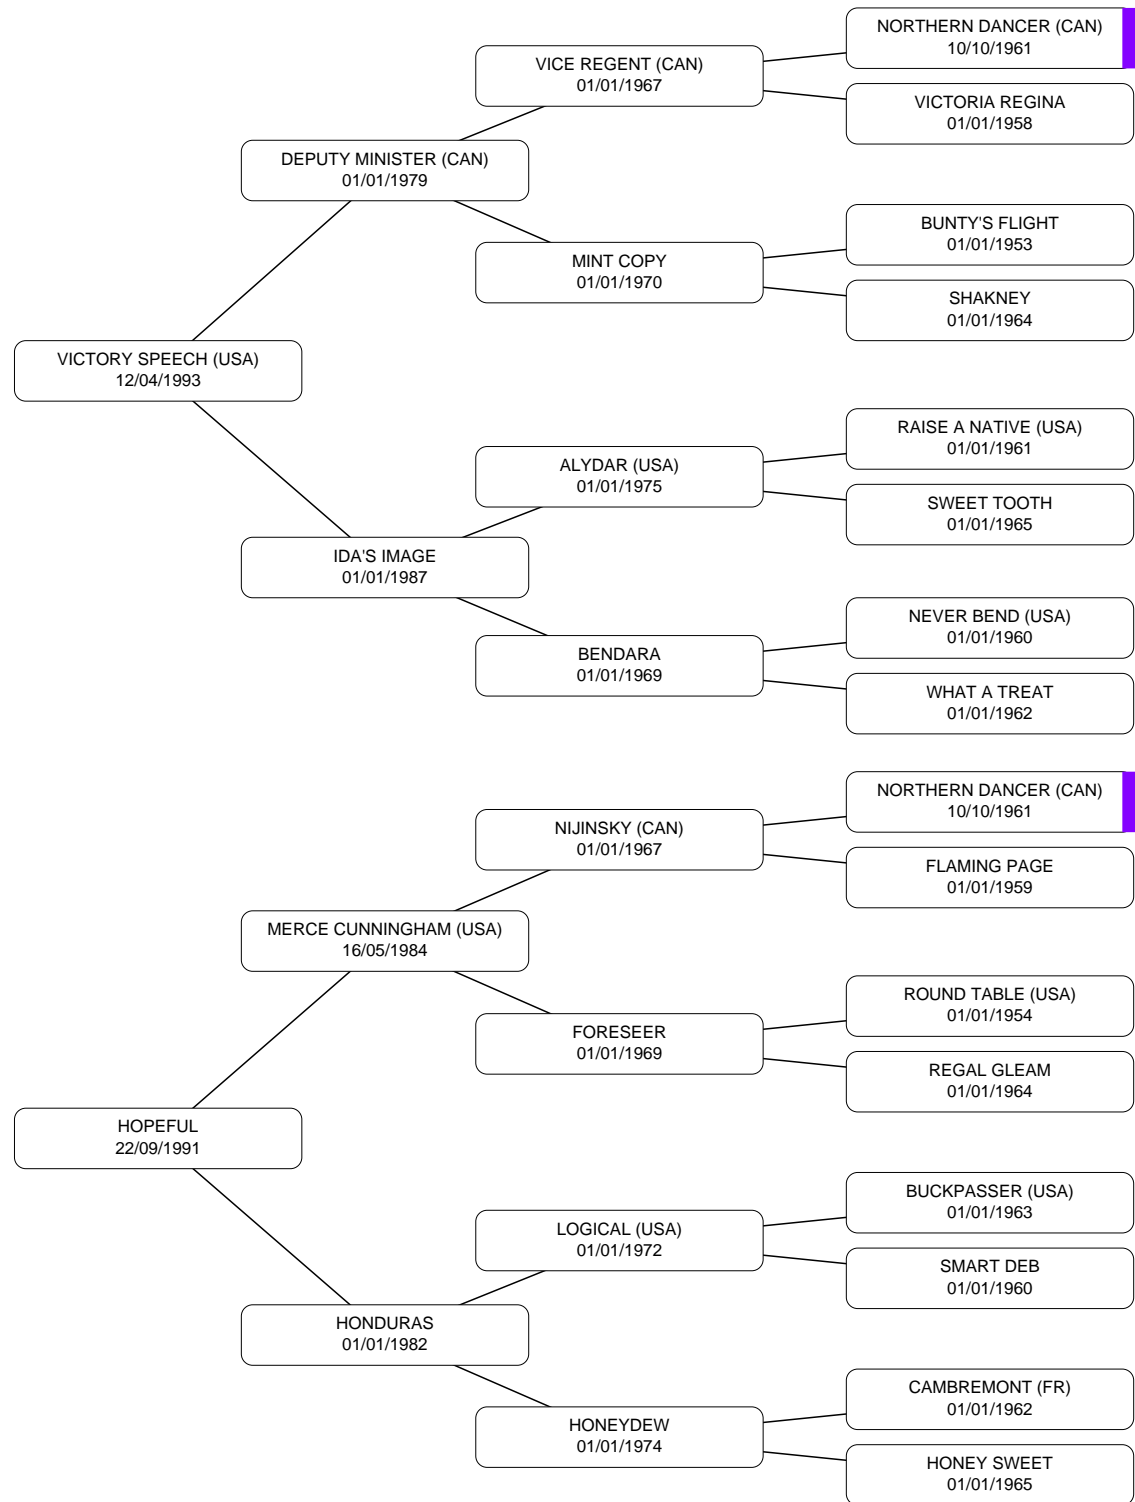 NORTHERN DANCER (CAN)
10/10/1961
VICE REGENT (CAN)
01/01/1967
VICTORIA REGINA
01/01/1958
DEPUTY MINISTER (CAN)
01/01/1979
BUNTY'S FLIGHT
01/01/1953
MINT COPY
01/01/1970
SHAKNEY
01/01/1964
VICTORY SPEECH (USA)
12/04/1993
RAISE A NATIVE (USA)
01/01/1961
ALYDAR (USA)
01/01/1975
SWEET TOOTH
01/01/1965
IDA'S IMAGE
01/01/1987
NEVER BEND (USA)
01/01/1960
BENDARA
01/01/1969
WHAT A TREAT
01/01/1962
NORTHERN DANCER (CAN)
10/10/1961
NIJINSKY (CAN)
01/01/1967
FLAMING PAGE
01/01/1959
MERCE CUNNINGHAM (USA)
16/05/1984
ROUND TABLE (USA)
01/01/1954
FORESEER
01/01/1969
REGAL GLEAM
01/01/1964
HOPEFUL
22/09/1991
BUCKPASSER (USA)
01/01/1963
LOGICAL (USA)
01/01/1972
SMART DEB
01/01/1960
HONDURAS
01/01/1982
CAMBREMONT (FR)
01/01/1962
HONEYDEW
01/01/1974
HONEY SWEET
01/01/1965